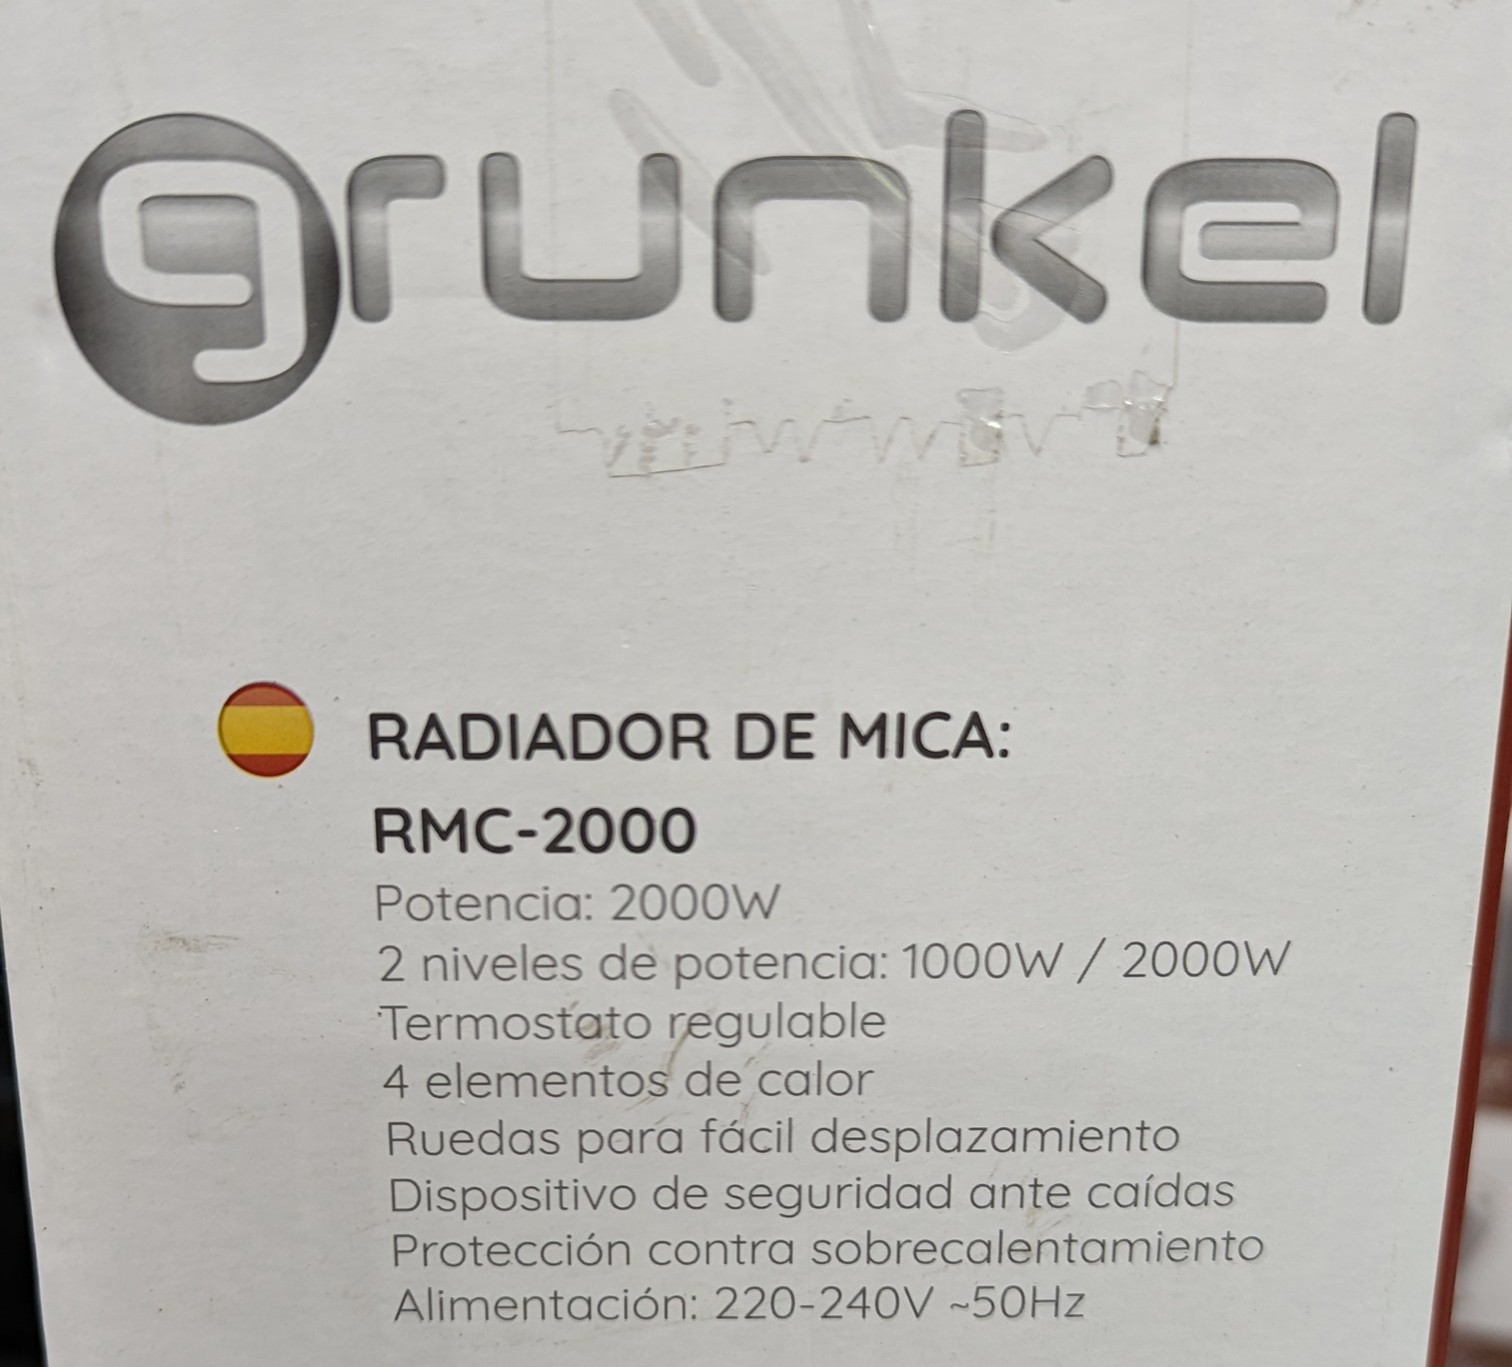 grunkel
RADIADOR DE MICA:
RMC-2000
Potencia: 2000W
2 niveles de potencia: 1000W / 2000W
Termostato regulable
4 elementos de calor
Ruedas para fácil desplazamiento
Dispositivo de seguridad ante caídas
Protección contra sobrecalentamiento
Alimentación: 220-240V ~50Hz